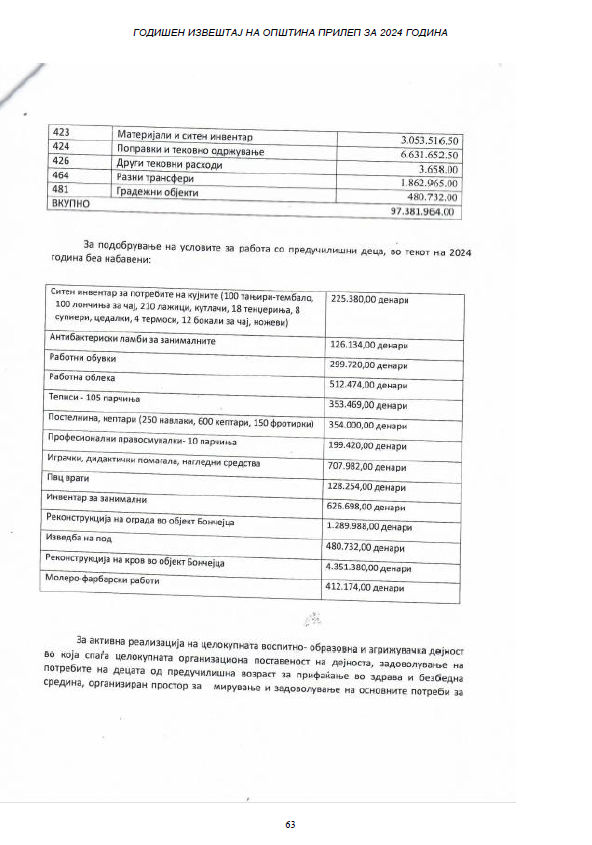 ГОДИШЕН ИЗВЕШТАЈ НА ОПШТИНА ПРИЛЕП ЗА 2024 ГОДИНА
423 Материјали и ситен инвентар 3.053.516.50
424 Поправки и тековно одржување 6.631.652.50
426 Други тековни расходи 3.658.00
464 Разни трансфери 1.862.965.00
481 Градежни објекти 480.732.00
ВКУПНО 97.381.964.00
За подобрување на условите за работа со предучилишни деца, во текот на 2024
година беа набавени:
Ситен инвентар за потребите на кујните (100 тањири-тембало, 225.380,00 денари
100 лончиња за чај, 210 лажици, кутлачи, 18 тенџериња, 8
супиери, цедалки, 4 термоси, 12 бокали за чај, ножеви)
Антибактериски ламби за занималните 126.134,00 денари
Работни обувки 299.720,00 денари
Работна облека 512.474,00 денари
Теписи - 105 парчиња 353.469,00 денари
Постелнина, кептари (250 навлаки, 600 кептари, 150 фротирки) 354.000,00 денари
Професионални правосмукалки- 10 парчиња 199.420,00 денари
Играчки, дидактички помагала, нагледни средства 707.982,00 денари
Пвц врати 128.254,00 денари
Инвентар за занимални 626.698,00 денари
Реконструкција на ограда во објект Бончејца 1.289.988,00 денари
Изведба на под 480.732,00 денари
Реконструкција на кров во објект Бончејца 4.351.380,00 денари
Молеро-фарбарски работи 412.174,00 денари
За активна реализација на целокупната воспитно- образовна и згрижувачка дејност
во која спаѓа целокупната организациона поставеност на дејноста, задоволување на
потребите на децата од предучилишна возраст за прифаќање во здрава и безбедна
средина, организиран простор за мирување и задоволување на основните потреби за
63